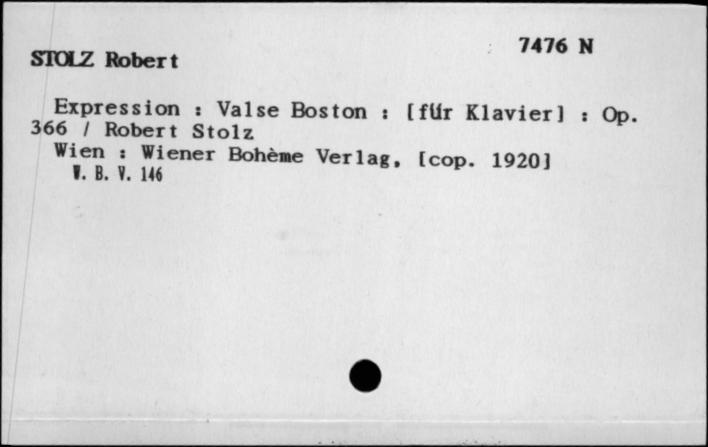 7476 N
STOLZ Robert
Expression : Valse Boston : [für Klavier] : Op.
366 / Robert Stolz
Wien : Wiener Bohème Verlag, [cop. 1920]
W. B. V. 146